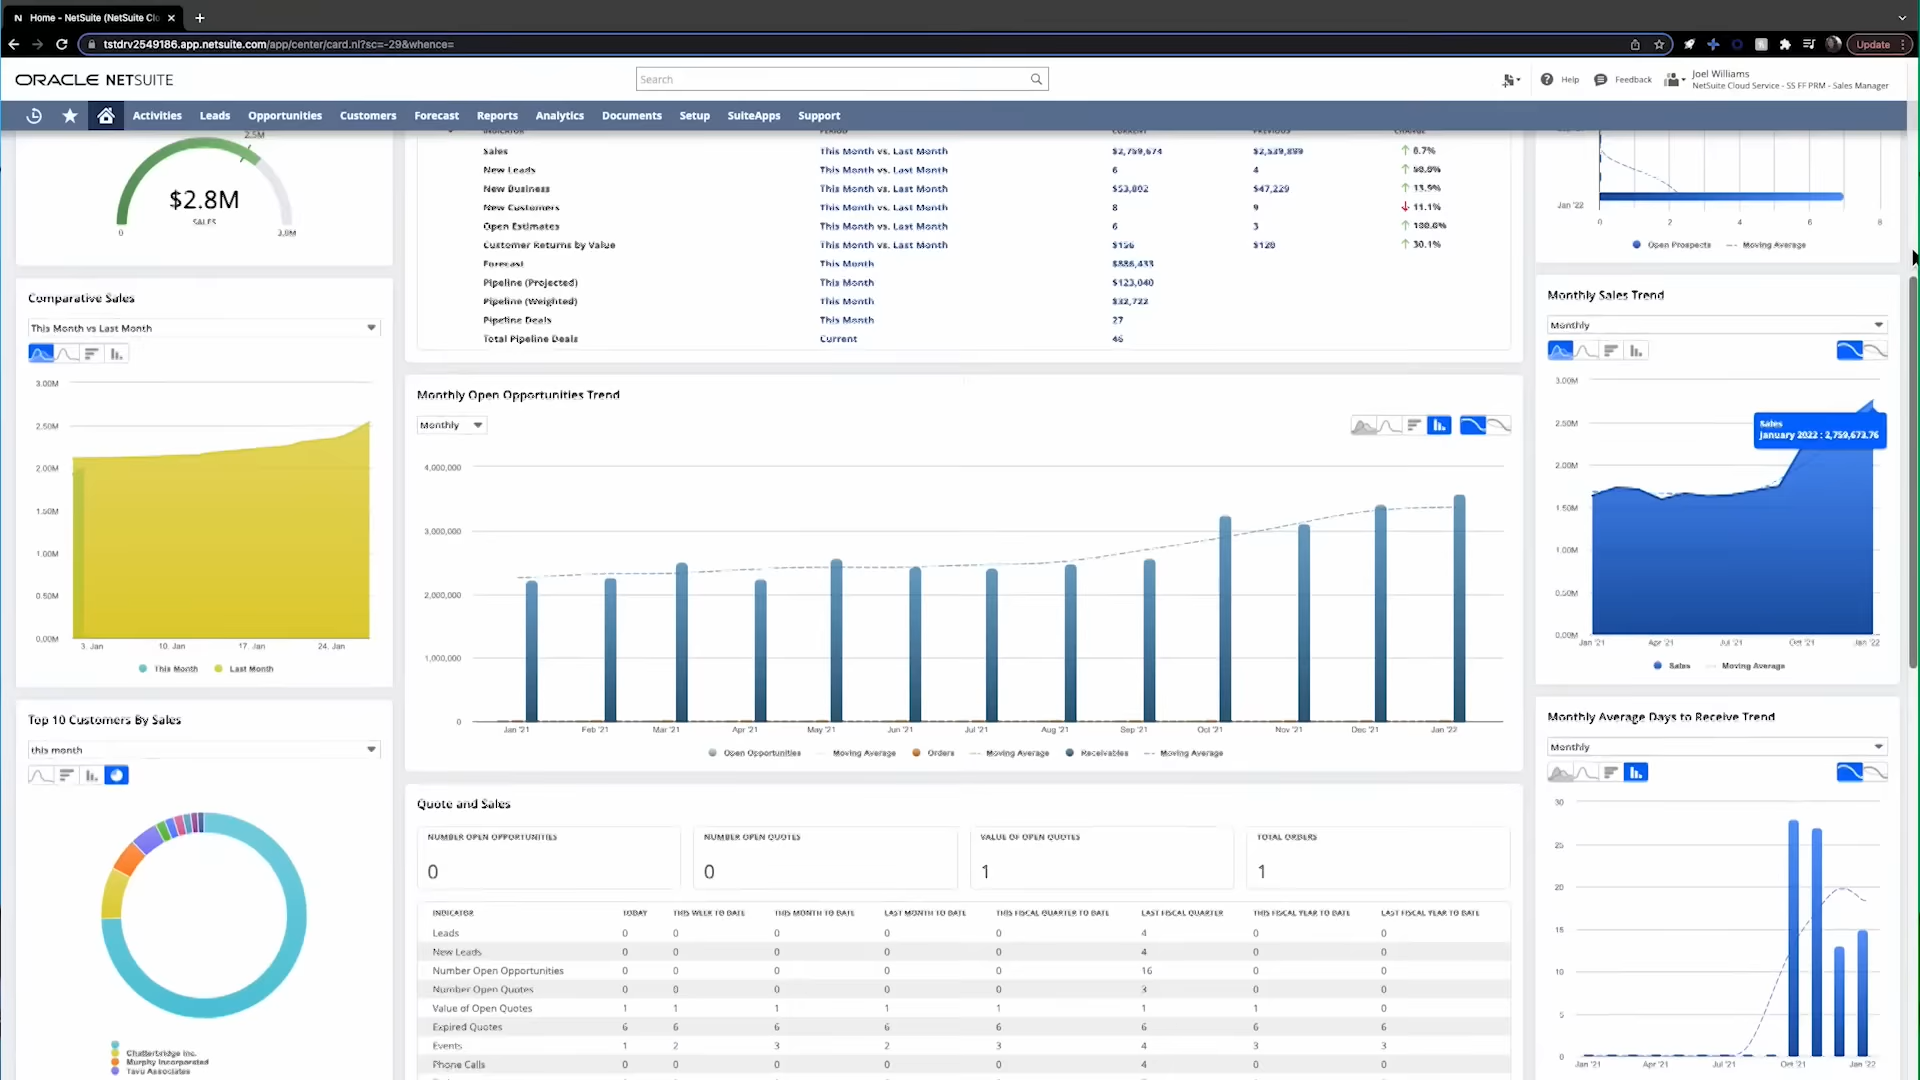 Home - NetSuite (NetSuite Clo
tstdrv2549186.app.netsuite.com/app/center/card.nl?sc=-29&whence=
Update
ORACLE NETSUITE
Search
Help
Feedback
Joel Williams
NetSuite Cloud Service - SS FF PRM - Sales Manager
Activities
Leads
Opportunities
Customers
Forecast
Reports
Analytics
Documents
Setup
SuiteApps
Support
2.5M
$2.8M
SALES
0
3.0M
INDICATOR PERIOD CURRENT PREVIOUS CHANGE
Sales This Month vs. Last Month $2,759,674 $2,539,899 8.7%
New Leads This Month vs. Last Month 6 4 50.0%
New Business This Month vs. Last Month $53,802 $47,229 13.9%
New Customers This Month vs. Last Month 8 9 11.1%
Open Estimates This Month vs. Last Month 6 3 100.0%
Customer Returns by Value This Month vs. Last Month $156 $120 30.1%
Forecast This Month $886,433
Pipeline (Projected) This Month $123,040
Pipeline (Weighted) This Month $32,722
Pipeline Deals This Month 27
Total Pipeline Deals Current 46
Jan '22
0 2 4 6 8
Open Prospects Moving Average
Comparative Sales
This Month vs Last Month
3.00M
2.50M
2.00M
1.50M
1.00M
0.50M
0.00M
3. Jan 10. Jan 17. Jan 24. Jan
This Month Last Month
Monthly Open Opportunities Trend
Monthly
4,000,000
3,000,000
2,000,000
1,000,000
0
Jan '21 Feb '21 Mar '21 Apr '21 May '21 Jun '21 Jul '21 Aug '21 Sep '21 Oct '21 Nov '21 Dec '21 Jan '22
Open Opportunities Moving Average Orders Moving Average Receivables Moving Average
Monthly Sales Trend
Monthly
3.00M
2.50M
2.00M
1.50M
1.00M
0.50M
0.00M
Sales
January 2022 : 2,759,673.76
Jan '21 Apr '21 Jul '21 Oct '21 Jan '22
Sales Moving Average
Top 10 Customers By Sales
this month
Chatterbridge Inc.
Murphy Incorporated
Tavu Associates
Quote and Sales
NUMBER OPEN OPPORTUNITIES
0
NUMBER OPEN QUOTES
0
VALUE OF OPEN QUOTES
1
TOTAL ORDERS
1
INDICATOR TODAY THIS WEEK TO DATE THIS MONTH TO DATE LAST MONTH TO DATE THIS FISCAL QUARTER TO DATE LAST FISCAL QUARTER THIS FISCAL YEAR TO DATE LAST FISCAL YEAR TO DATE
Leads 0 0 0 0 0 4 0 0
New Leads 0 0 0 0 0 4 0 0
Number Open Opportunities 0 0 0 0 0 16 0 0
Number Open Quotes 0 0 0 0 0 3 0 0
Value of Open Quotes 1 1 1 1 1 1 1 0
Expired Quotes 6 6 6 6 6 6 6 6
Events 1 2 3 2 3 4 3 3
Phone Calls 0 0 0 0 0 4 0 0
Monthly Average Days to Receive Trend
Monthly
30
25
20
15
10
5
0
Jan '21 Apr '21 Jul '21 Oct '21 Jan '22